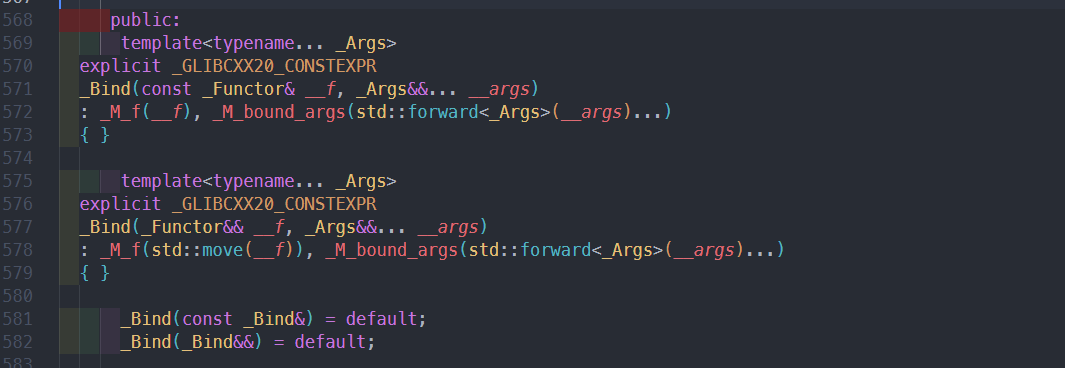 567
568 public:
569 template<typename... _Args>
570 explicit _GLIBCXX20_CONSTEXPR
571 _Bind(const _Functor& __f, _Args&&... __args)
572 : _M_f(__f), _M_bound_args(std::forward<_Args>(__args)...)
573 { }
574
575 template<typename... _Args>
576 explicit _GLIBCXX20_CONSTEXPR
577 _Bind(_Functor&& __f, _Args&&... __args)
578 : _M_f(std::move(__f)), _M_bound_args(std::forward<_Args>(__args)...)
579 { }
580
581 _Bind(const _Bind&) = default;
582 _Bind(_Bind&&) = default;
583